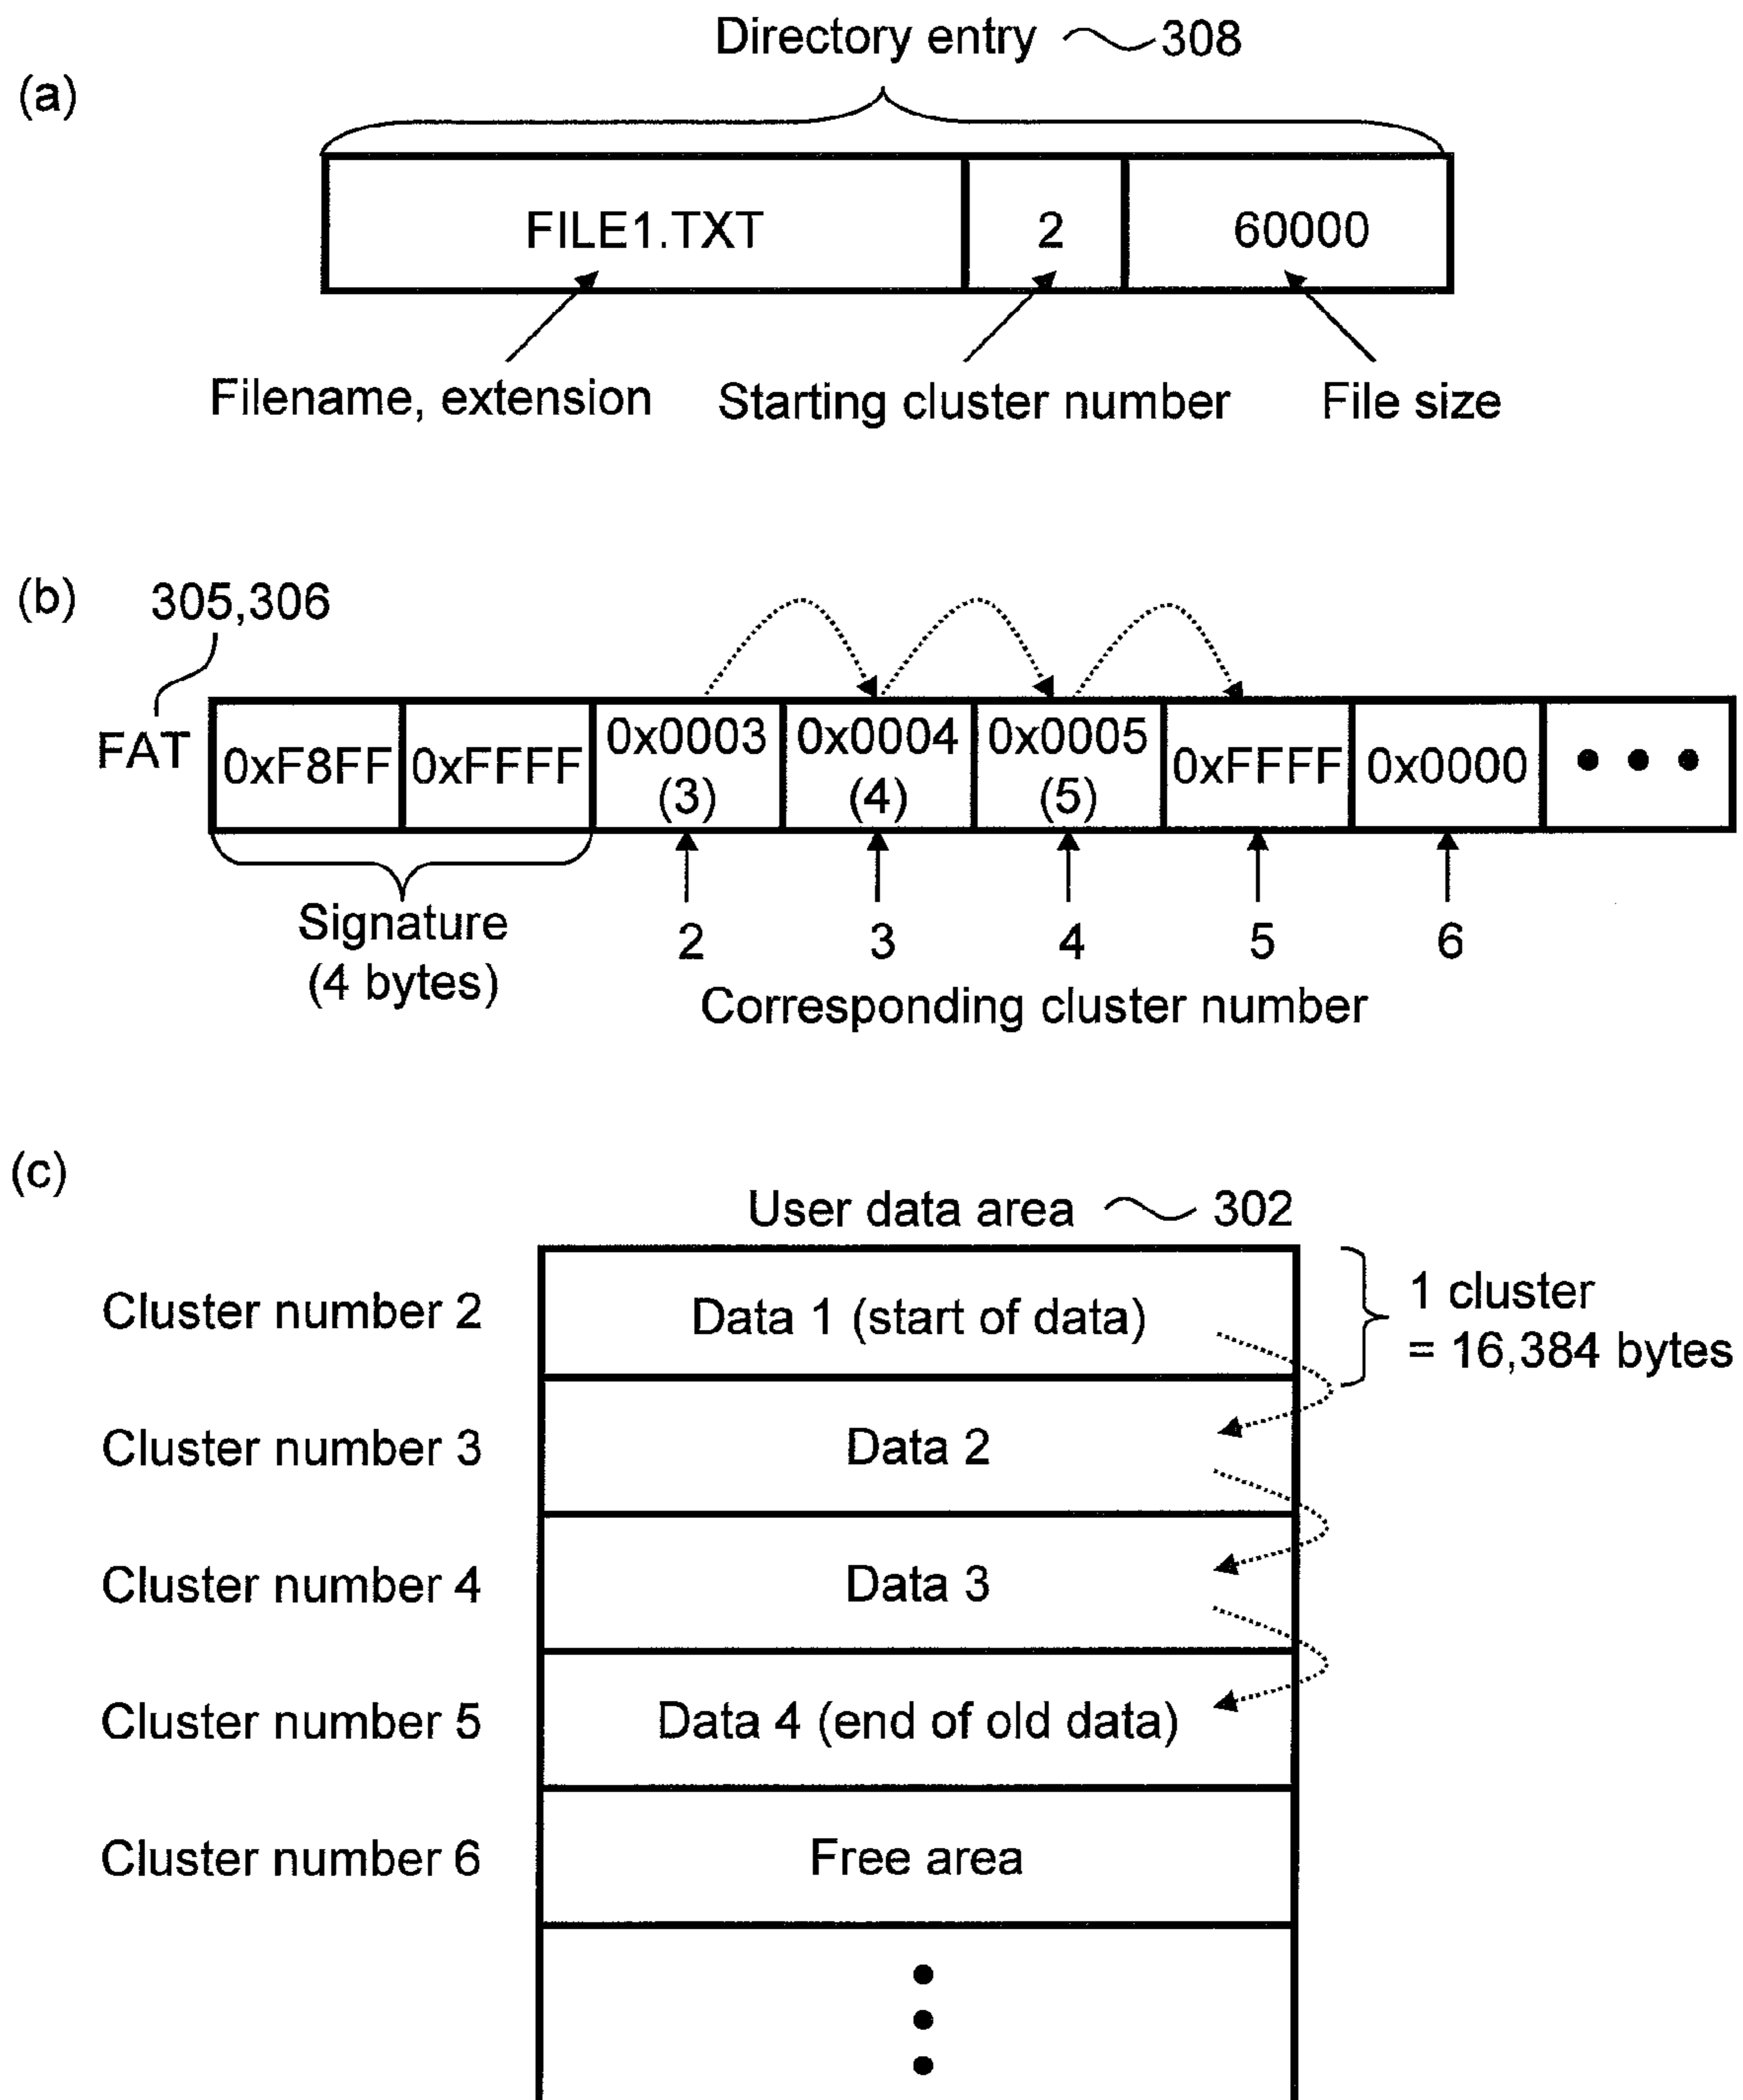 Directory entry 308
(a)
FILE1.TXT 2 60000
Filename, extension Starting cluster number File size
(b) 305,306
FAT 0xF8FF 0xFFFF 0x0003 (3) 0x0004 (4) 0x0005 (5) 0xFFFF 0x0000 • • •
Signature (4 bytes)
2 3 4 5 6
Corresponding cluster number
(c)
User data area 302
Cluster number 2 Data 1 (start of data)
1 cluster
= 16,384 bytes
Cluster number 3 Data 2
Cluster number 4 Data 3
Cluster number 5 Data 4 (end of old data)
Cluster number 6 Free area